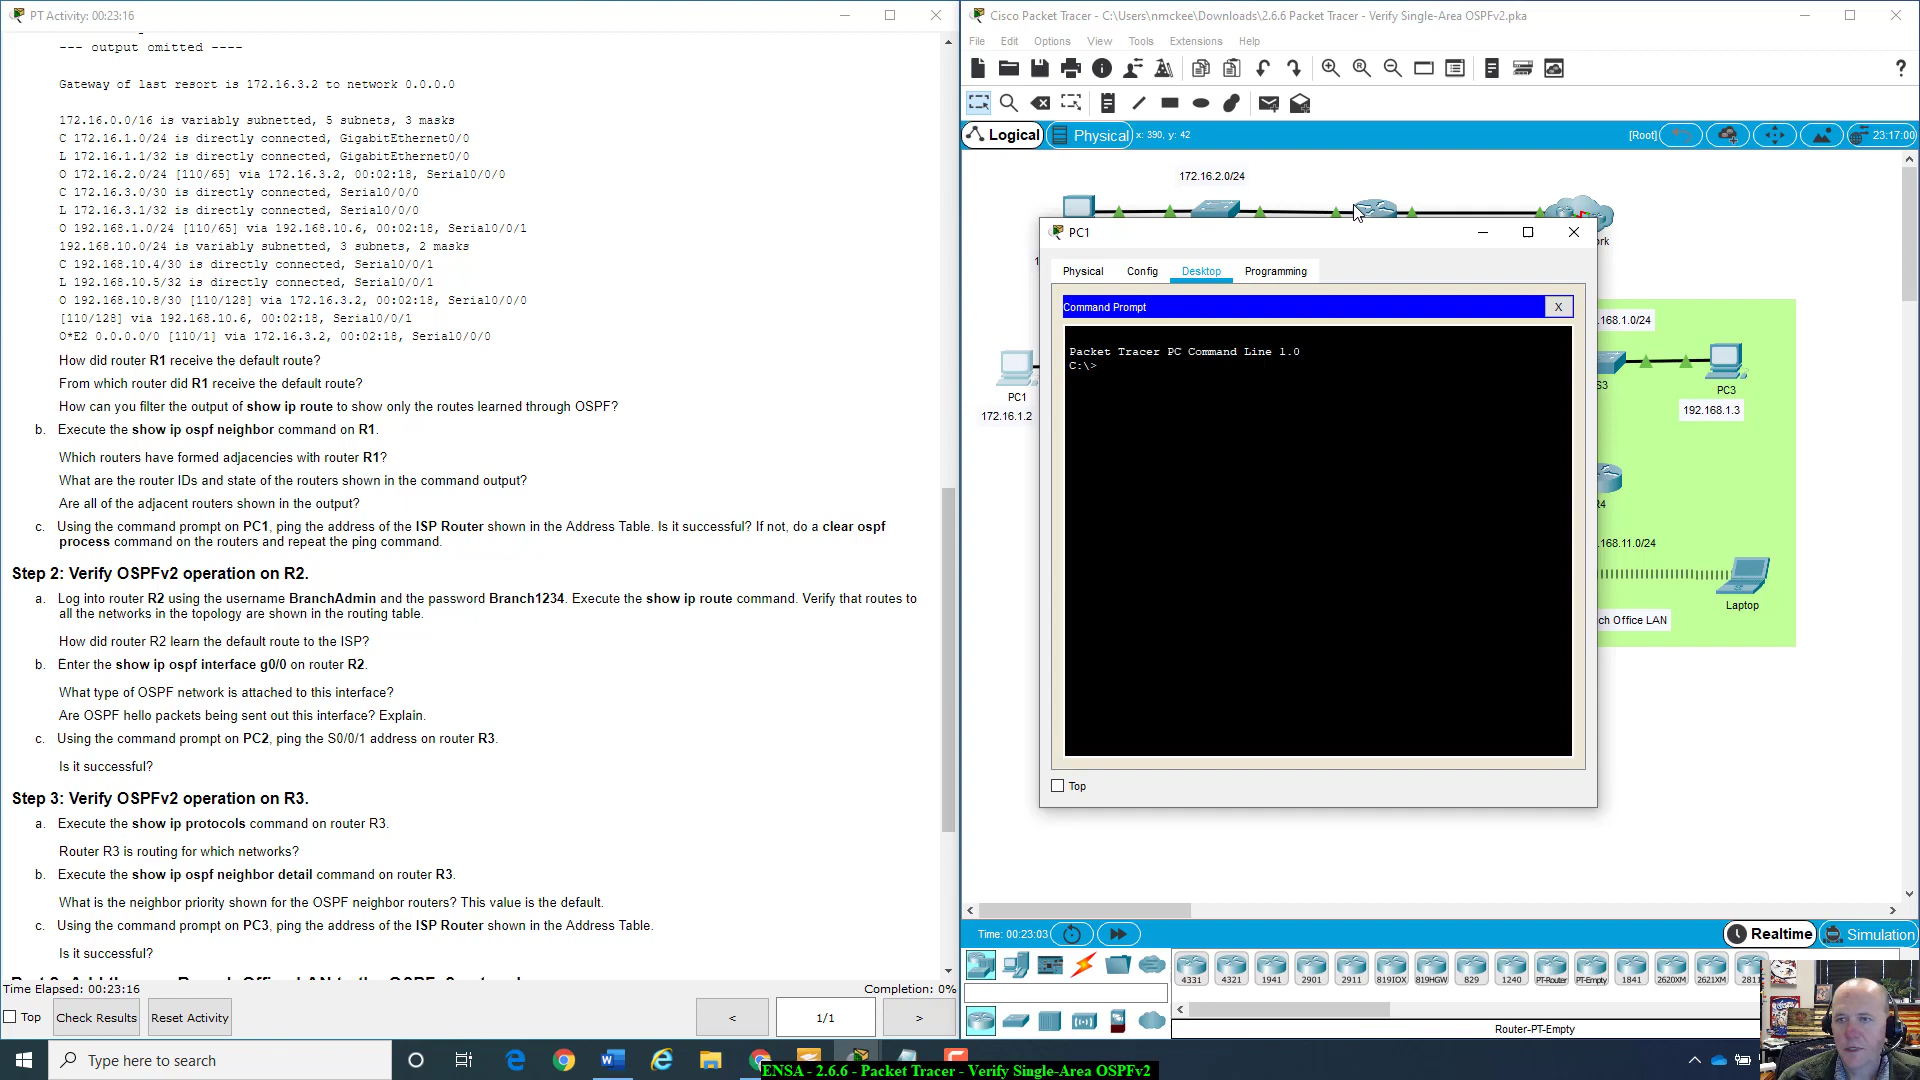 PT Activity: 00:23:16
--- output omitted ----
Gateway of last resort is 172.16.3.2 to network 0.0.0.0
172.16.0.0/16 is variably subnetted, 5 subnets, 3 masks
C 172.16.1.0/24 is directly connected, GigabitEthernet0/0
L 172.16.1.1/32 is directly connected, GigabitEthernet0/0
O 172.16.2.0/24 [110/65] via 172.16.3.2, 00:02:18, Serial0/0/0
C 172.16.3.0/30 is directly connected, Serial0/0/0
L 172.16.3.1/32 is directly connected, Serial0/0/0
O 192.168.1.0/24 [110/65] via 192.168.10.6, 00:02:18, Serial0/0/1
192.168.10.0/24 is variably subnetted, 3 subnets, 2 masks
C 192.168.10.4/30 is directly connected, Serial0/0/1
L 192.168.10.5/32 is directly connected, Serial0/0/1
O 192.168.10.8/30 [110/128] via 172.16.3.2, 00:02:18, Serial0/0/0
[110/128] via 192.168.10.6, 00:02:18, Serial0/0/1
O*E2 0.0.0.0/0 [110/1] via 172.16.3.2, 00:02:18, Serial0/0/0
How did router R1 receive the default route?
From which router did R1 receive the default route?
How can you filter the output of show ip route to show only the routes learned through OSPF?
b. Execute the show ip ospf neighbor command on R1.
Which routers have formed adjacencies with router R1?
What are the router IDs and state of the routers shown in the command output?
Are all of the adjacent routers shown in the output?
c. Using the command prompt on PC1, ping the address of the ISP Router shown in the Address Table. Is it successful? If not, do a clear ospf
process command on the routers and repeat the ping command.
Step 2: Verify OSPFv2 operation on R2.
a. Log into router R2 using the username BranchAdmin and the password Branch1234. Execute the show ip route command. Verify that routes to
all the networks in the topology are shown in the routing table.
How did router R2 learn the default route to the ISP?
b. Enter the show ip ospf interface g0/0 on router R2.
What type of OSPF network is attached to this interface?
Are OSPF hello packets being sent out this interface? Explain.
c. Using the command prompt on PC2, ping the S0/0/1 address on router R3.
Is it successful?
Step 3: Verify OSPFv2 operation on R3.
a. Execute the show ip protocols command on router R3.
Router R3 is routing for which networks?
b. Execute the show ip ospf neighbor detail command on router R3.
What is the neighbor priority shown for the OSPF neighbor routers? This value is the default.
c. Using the command prompt on PC3, ping the address of the ISP Router shown in the Address Table.
Is it successful?
Time Elapsed: 00:23:16
Completion: 0%
Top
Check Results
Reset Activity
<
1/1
>
Cisco Packet Tracer - C:\Users\nmckee\Downloads\2.6.6 Packet Tracer - Verify Single-Area OSPFv2.pka
File Edit Options View Tools Extensions Help
?
Logical
Physical
x: 390, y: 42
[Root]
23:17:00
172.16.2.0/24
rk
PC1
Physical Config Desktop Programming
Command Prompt
X
Packet Tracer PC Command Line 1.0
C:\>
Top
PC1
172.16.1.2
.168.1.0/24
S3
PC3
192.168.1.3
R4
.168.11.0/24
Laptop
ch Office LAN
Time: 00:23:03
Realtime
Simulation
4331 4321 1941 2901 2911 819IOX 819HGW 829 1240 PT-Router PT-Empty 1841 2620XM 2621XM 2811
Router-PT-Empty
Type here to search
ENSA - 2.6.6 - Packet Tracer - Verify Single-Area OSPFv2